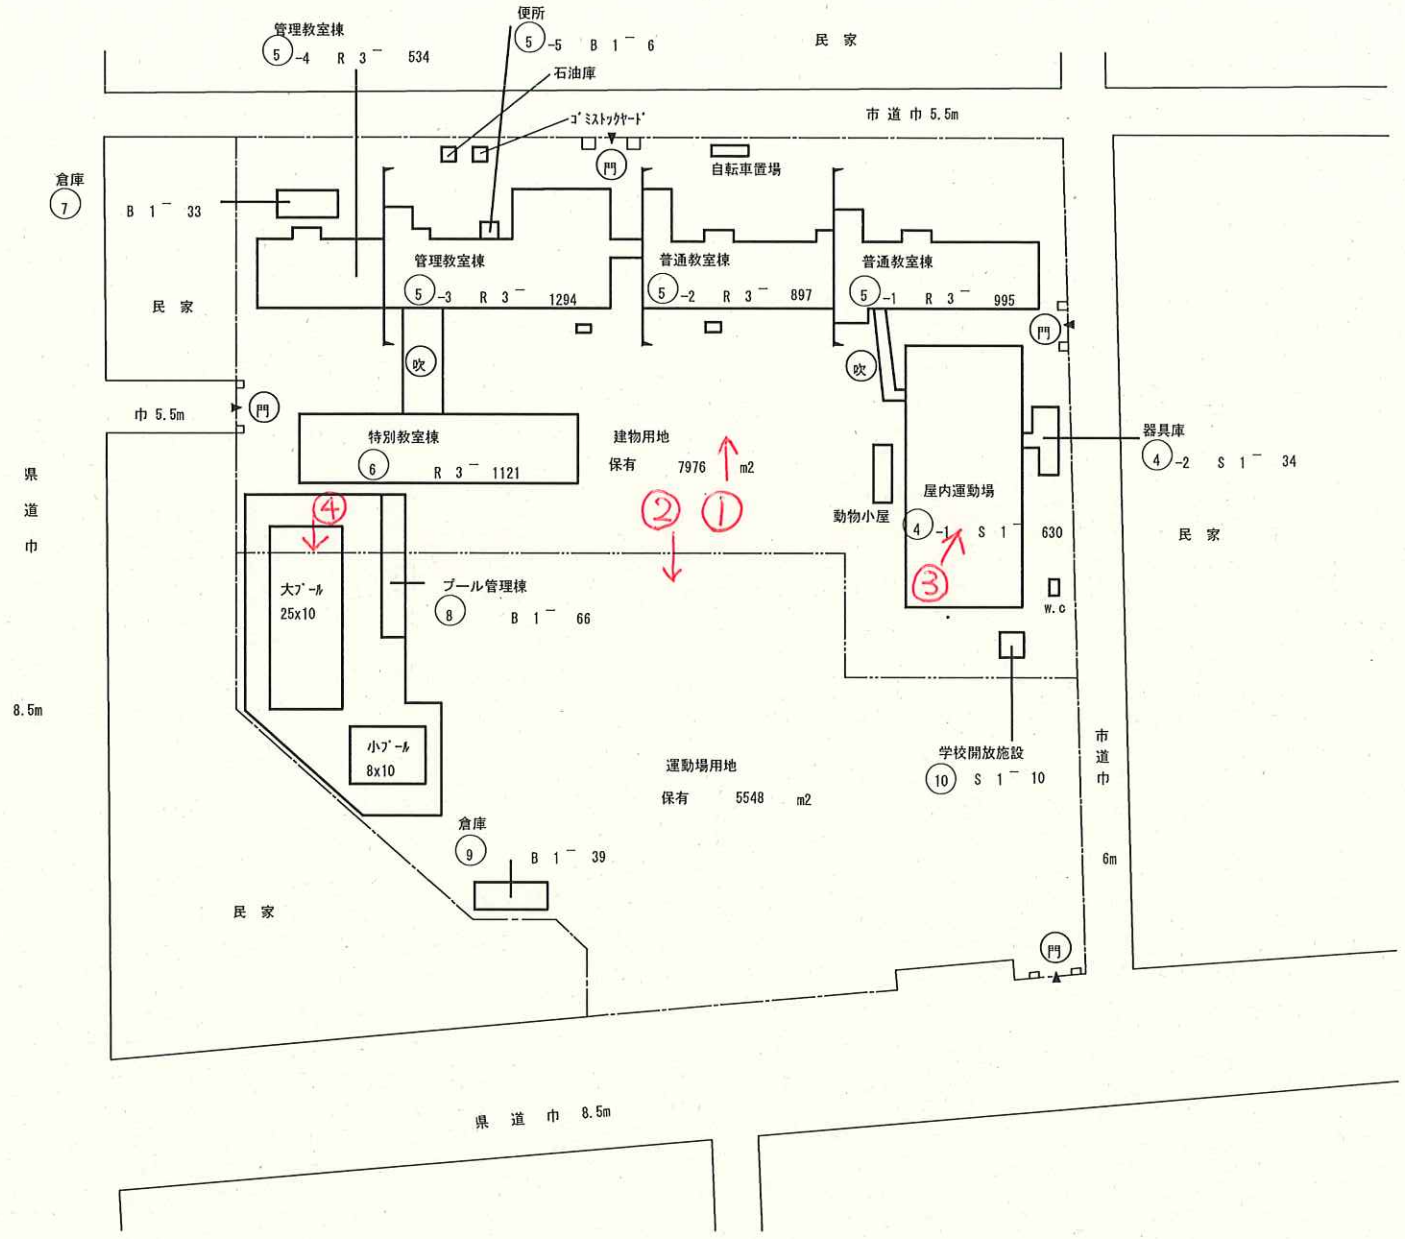 管理教室棟
⑤-4 R 3 ― 534
便所
⑤-5 B 1 ― 6
石油庫
ゴミストックヤード
民 家
市 道 巾 5.5m
門
自転車置場
倉庫
⑦
B 1 ― 33
民 家
管理教室棟
⑤-3 R 3 ― 1294
普通教室棟
⑤-2 R 3 ― 897
普通教室棟
⑤-1 R 3 ― 995
門
吹
吹
巾 5.5m
門
特別教室棟
⑥ R 3 ― 1121
建物用地
保有 7976 m2
①
②
動物小屋
屋内運動場
④-1 S 1 ― 630
③
器具庫
④-2 S 1 ― 34
民 家
W.C
県
道
巾
8.5m
④
大プール
25x10
プール管理棟
⑧ B 1 ― 66
小プール
8x10
運動場用地
保有 5548 m2
学校開放施設
⑩ S 1 ― 10
市
道
巾
6m
倉庫
⑨ B 1 ― 39
民 家
門
県 道 巾 8.5m